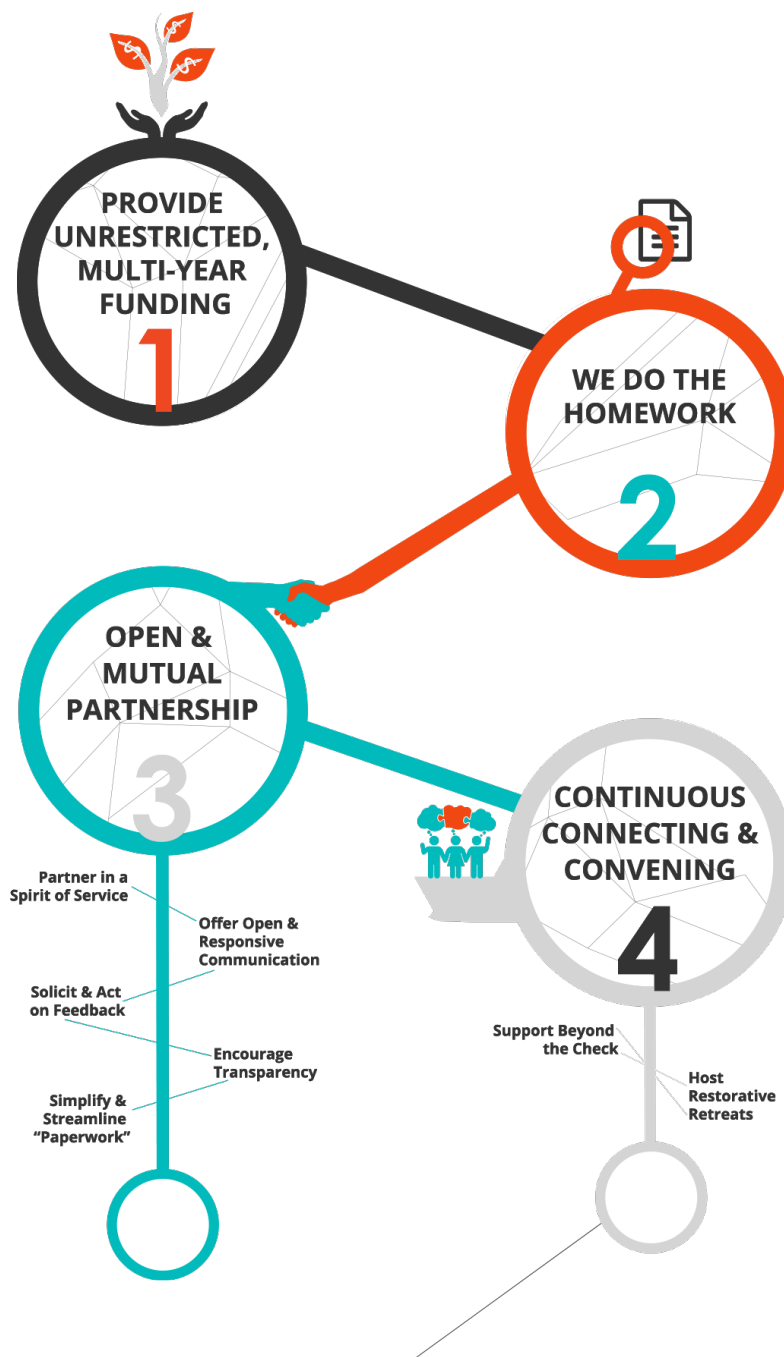 PROVIDE
UNRESTRICTED,
MULTI-YEAR
FUNDING
1
WE DO THE
HOMEWORK
2
OPEN &
MUTUAL
PARTNERSHIP
3
Partner in a
Spirit of Service
Offer Open &
Responsive
Communication
Solicit & Act
on Feedback
Encourage
Transparency
Simplify &
Streamline
“Paperwork”
CONTINUOUS
CONNECTING &
CONVENING
4
Support Beyond
the Check
Host
Restorative
Retreats